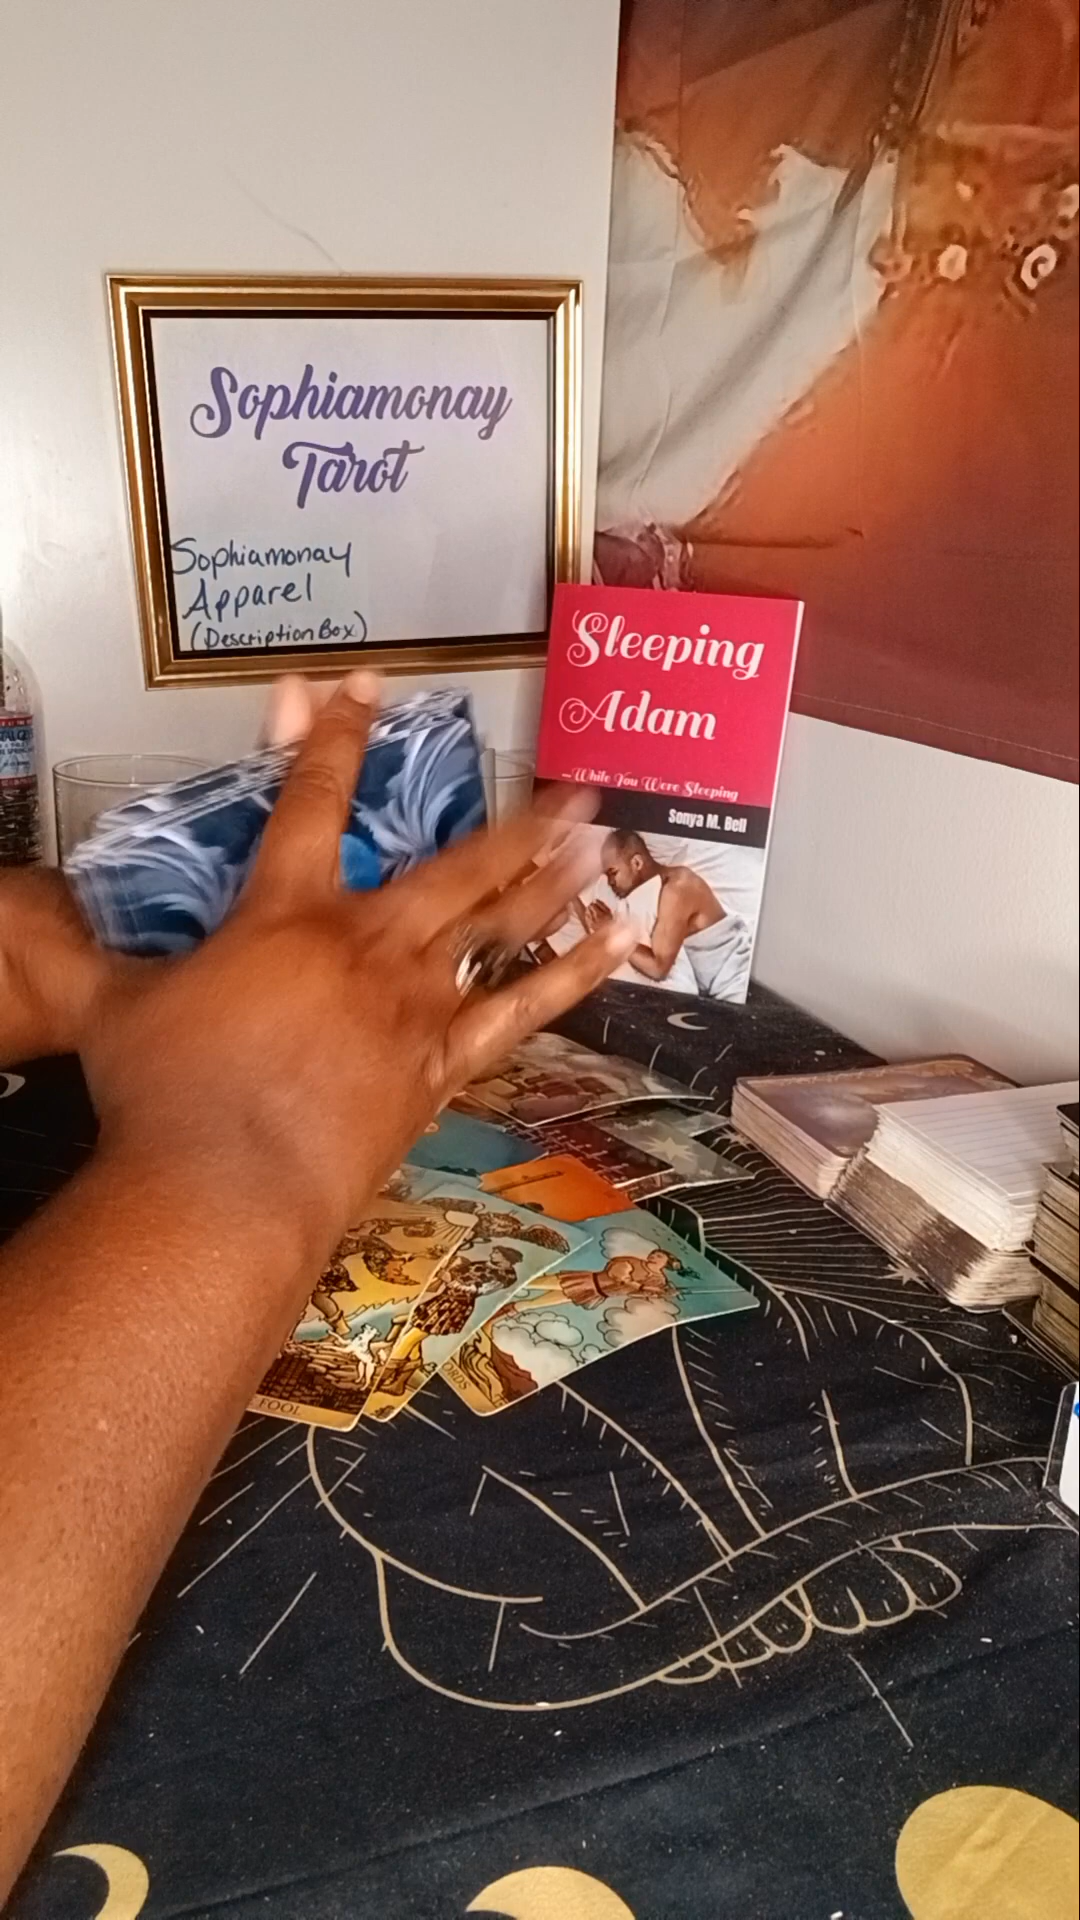 Sophiamonay
Tarot
Sophiamonay
Apparel
(Description Box)
Sleeping
Adam
...While You Were Sleeping
Sonya M. Bell
FOOL